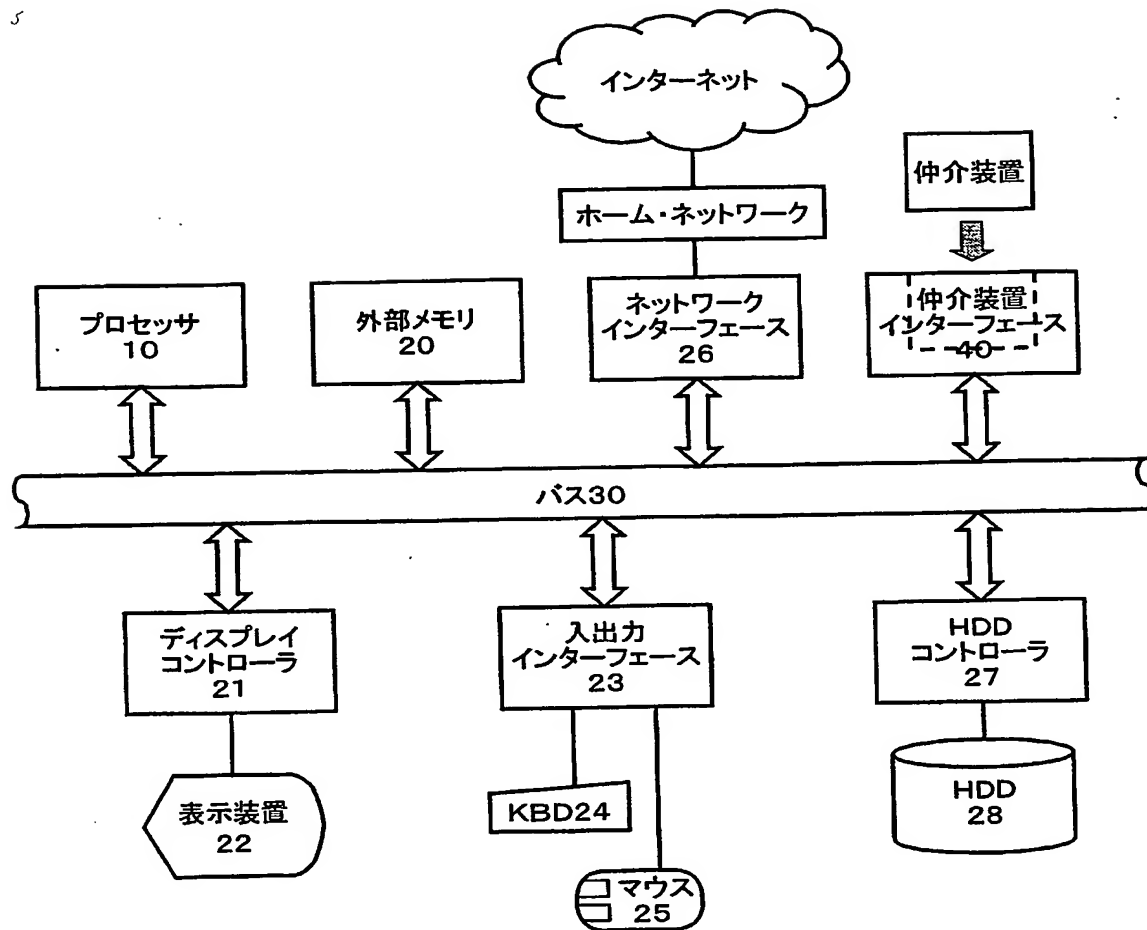 インターネット
仲介装置
ホーム・ネットワーク
プロセッサ
10
外部メモリ
20
ネットワーク
インターフェース
26
仲介装置
インターフェース
40
バス30
ディスプレイ
コントローラ
21
入出力
インターフェース
23
HDD
コントローラ
27
表示装置
22
KBD24
マウス
25
HDD
28